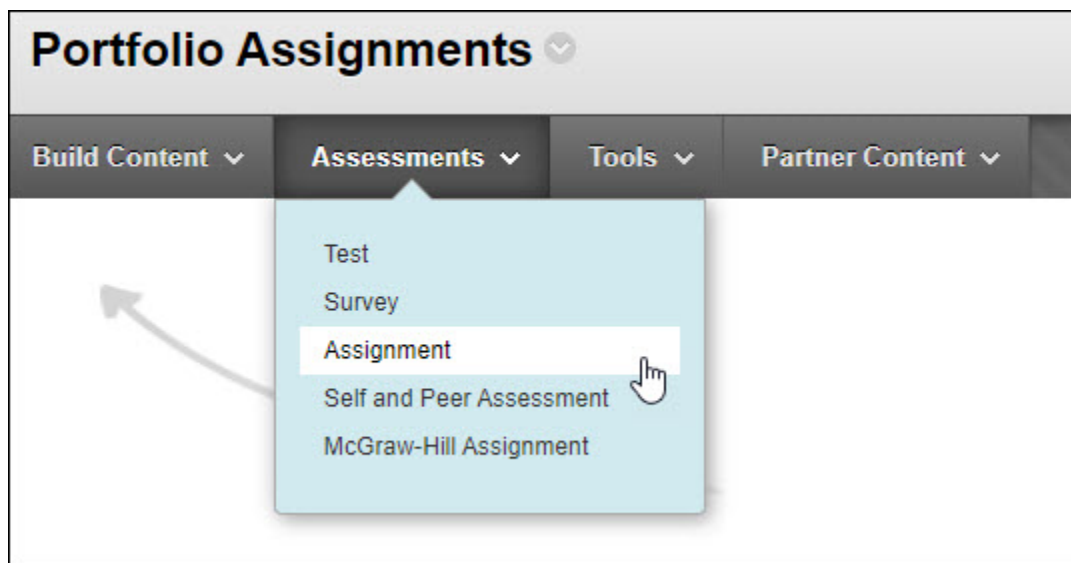 Portfolio Assignments
Build Content Assessments Tools Partner Content
Test
Survey
Assignment
Self and Peer Assessment
McGraw-Hill Assignment